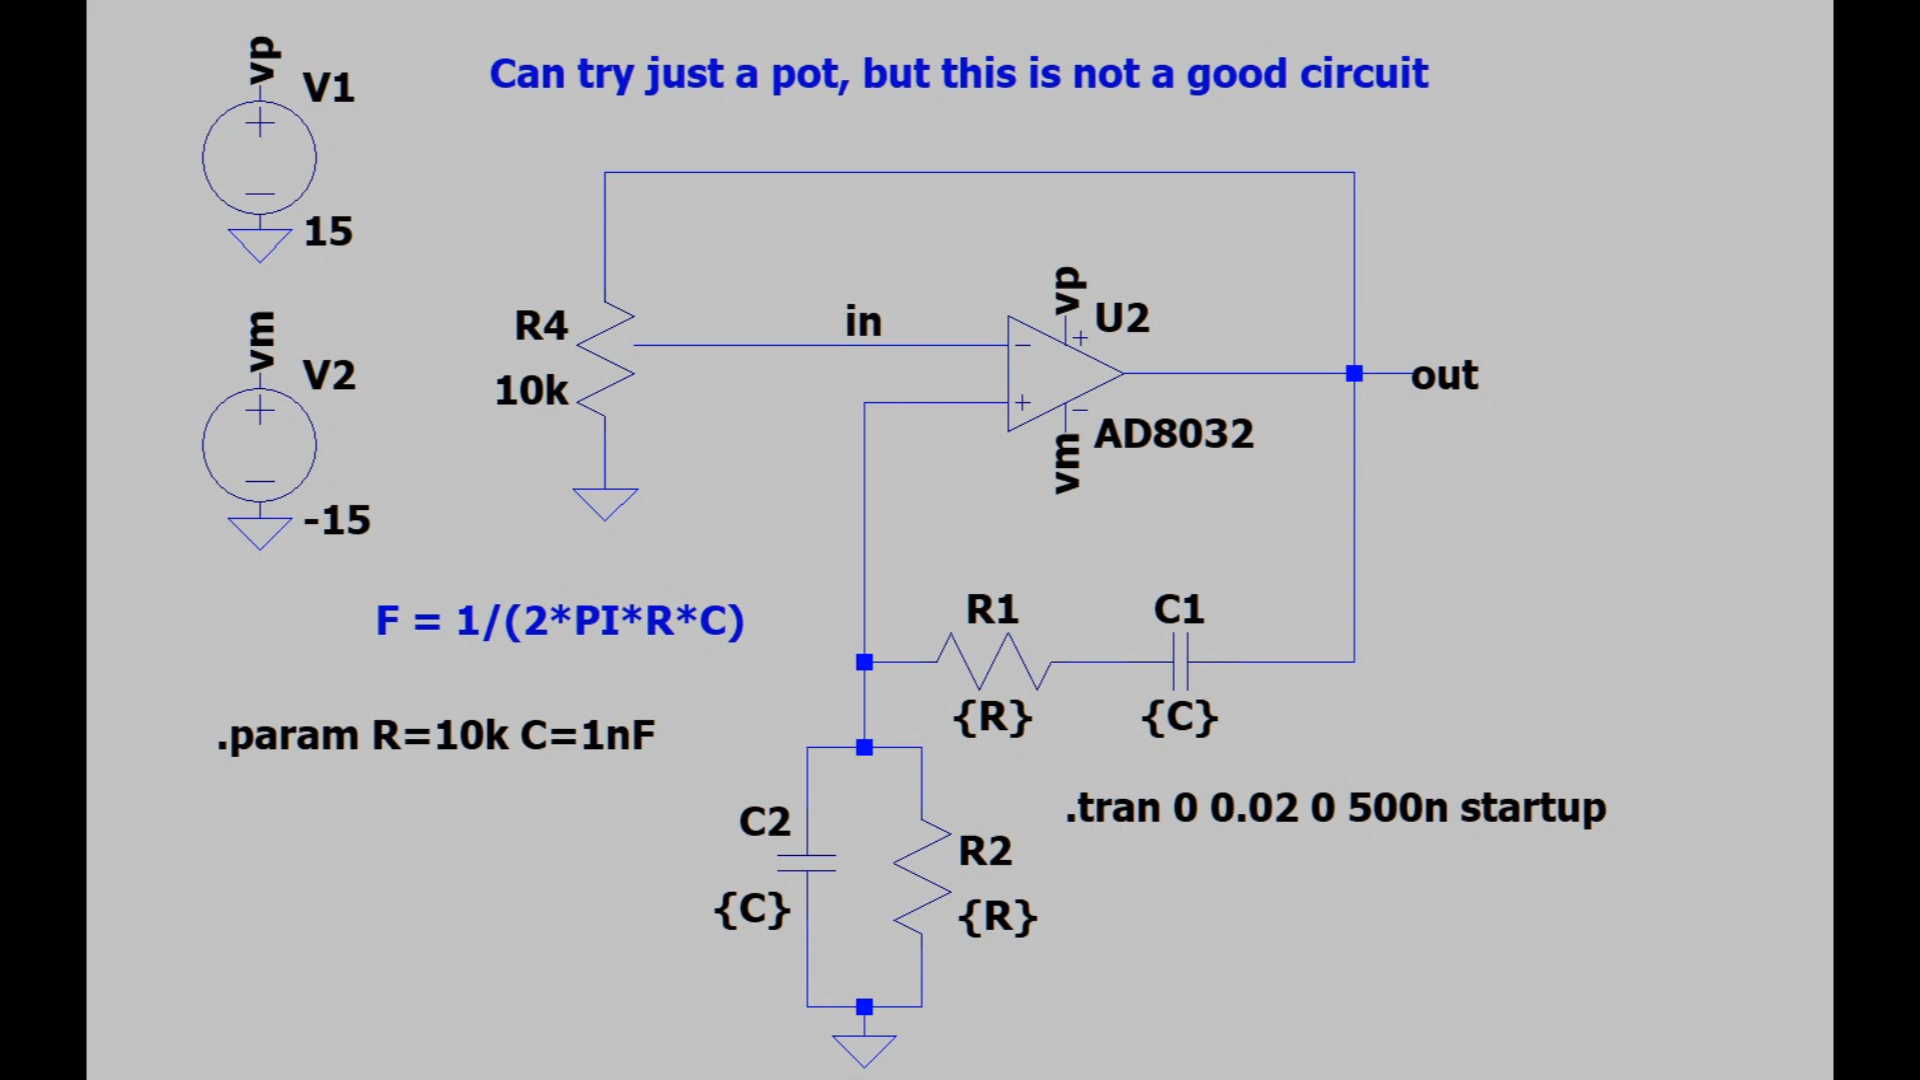 Can try just a pot, but this is not a good circuit
vp
V1
+
−
15
vm
V2
+
−
-15
R4
10k
in
vp
U2
+
−
+
−
vm
AD8032
out
F = 1/(2*PI*R*C)
.param R=10k C=1nF
R1
{R}
C1
{C}
.tran 0 0.02 0 500n startup
C2
{C}
R2
{R}